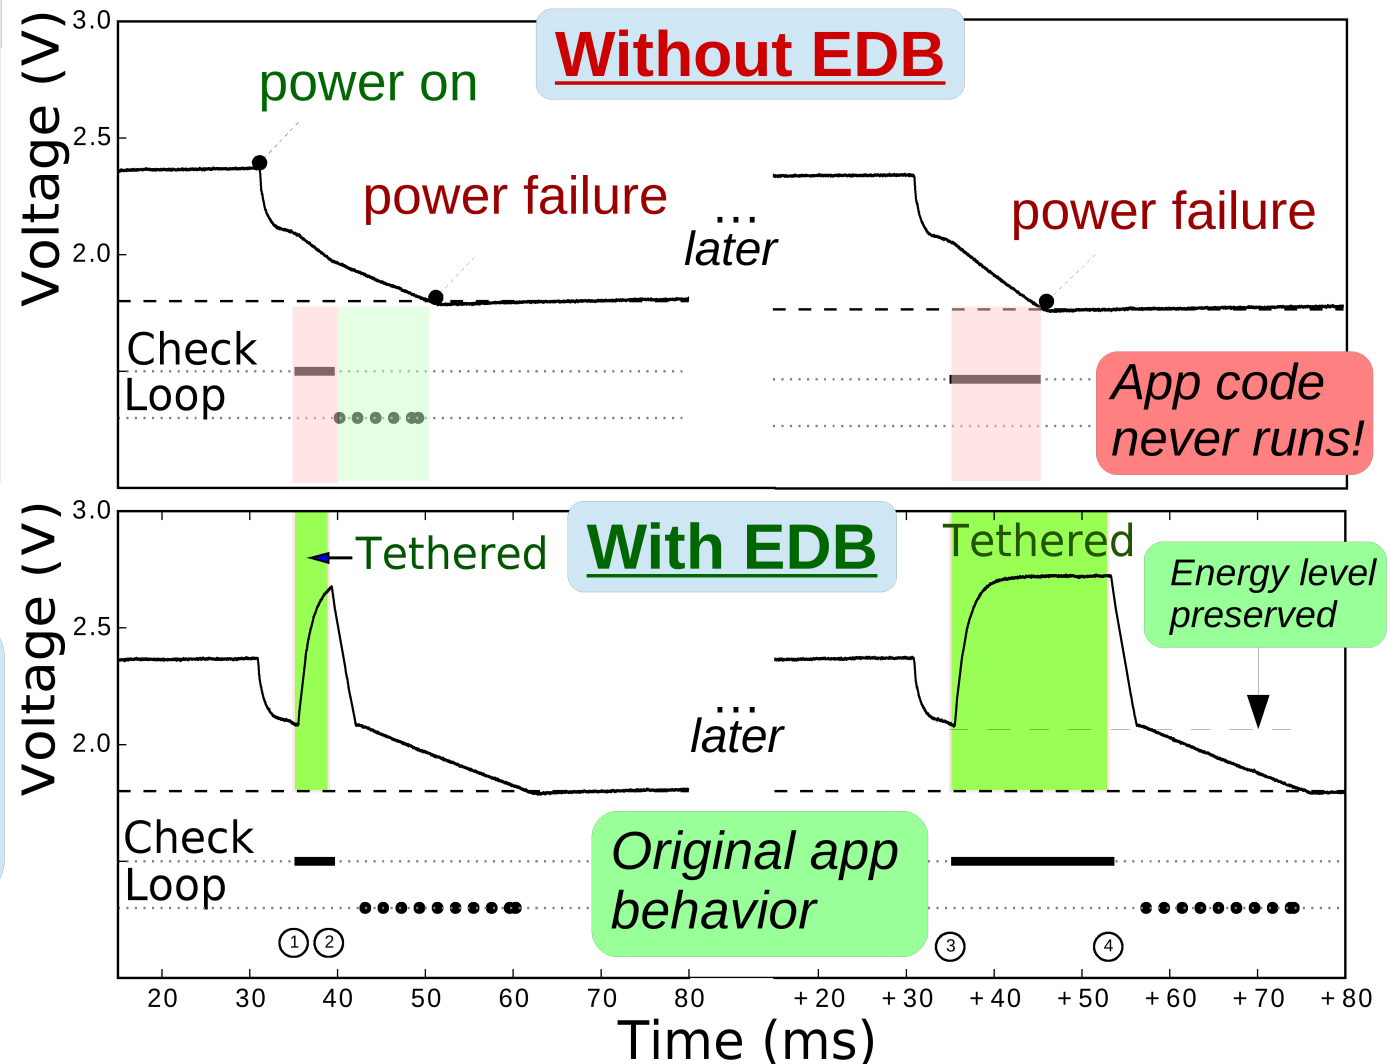 Without EDB
Voltage (V)
3.0
2.5
2.0
power on
power failure
...
later
power failure
Check
Loop
App code
never runs!
With EDB
Voltage (V)
3.0
2.5
2.0
Tethered
Tethered
Energy level
preserved
...
later
Check
Loop
Original app
behavior
1 2 3 4
20 30 40 50 60 70 80 +20 +30 +40 +50 +60 +70 +80
Time (ms)